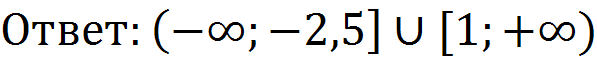 Ответ: (−∞; −2,5] ∪ [1; +∞)